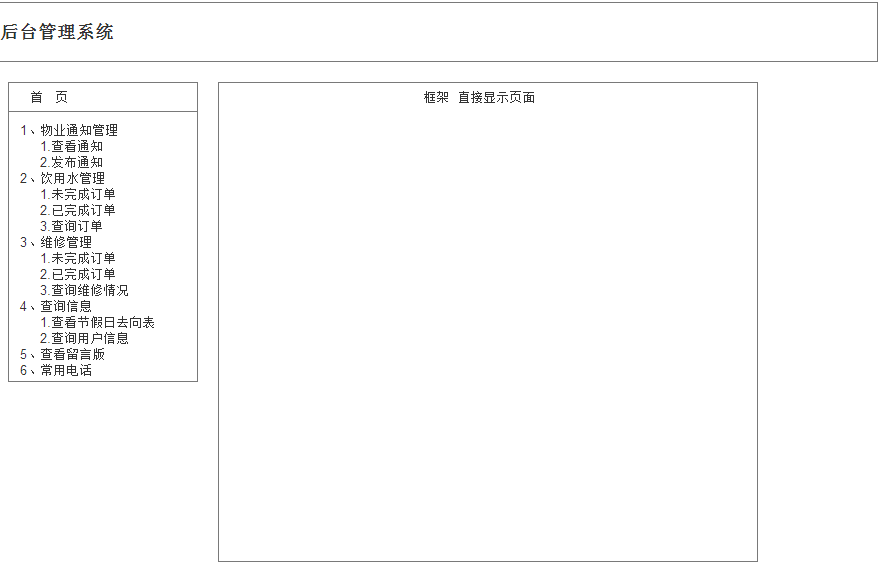 后台管理系统
首 页
1、物业通知管理
1.查看通知
2.发布通知
2、饮用水管理
1.未完成订单
2.已完成订单
3.查询订单
3、维修管理
1.未完成订单
2.已完成订单
3.查询维修情况
4、查询信息
1.查看节假日去向表
2.查询用户信息
5、查看留言版
6、常用电话
框架 直接显示页面